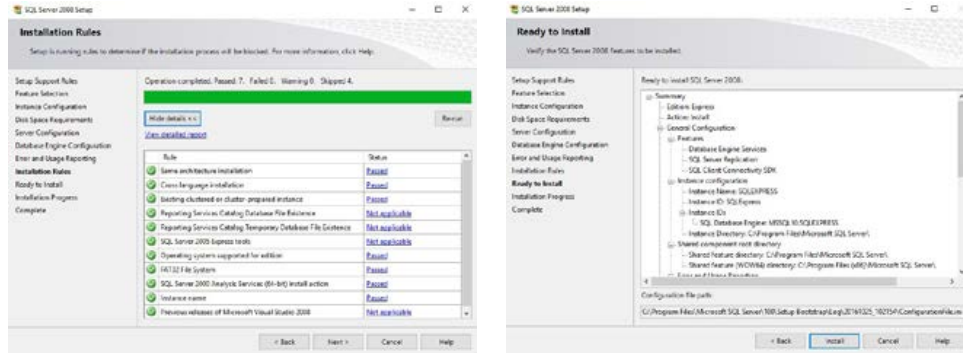 SQL Server 2008 Setup
Installation Rules
Setup is running rules to determine if the installation process will be blocked. For more information, click Help.
Setup Support Rules
Feature Selection
Instance Configuration
Disk Space Requirements
Server Configuration
Database Engine Configuration
Error and Usage Reporting
Installation Rules
Ready to Install
Installation Progress
Complete
Operation completed. Passed: 7. Failed 0. Warning 0. Skipped 4.
Hide details <<
Re-run
View detailed report
Rule Status
Same architecture installation Passed
Cross language installation Passed
Existing clustered or cluster-prepared instance Passed
Reporting Services Catalog Database File Existence Not applicable
Reporting Services Catalog Temporary Database File Existence Not applicable
SQL Server 2005 Express tools Not applicable
Operating system supported for edition Passed
FAT32 File System Passed
SQL Server 2000 Analysis Services (64-bit) install action Passed
Instance name Passed
Previous releases of Microsoft Visual Studio 2008 Not applicable
< Back Next > Cancel Help
SQL Server 2008 Setup
Ready to Install
Verify the SQL Server 2008 features to be installed.
Setup Support Rules
Feature Selection
Instance Configuration
Disk Space Requirements
Server Configuration
Database Engine Configuration
Error and Usage Reporting
Installation Rules
Ready to Install
Installation Progress
Complete
Ready to install SQL Server 2008:
Summary
Edition: Express
Action: Install
General Configuration
Features
Database Engine Services
SQL Server Replication
SQL Client Connectivity SDK
Instance configuration
Instance Name: SQLEXPRESS
Instance ID: SQLExpress
Instance IDs
SQL Database Engine: MSSQL10.SQLEXPRESS
Instance Directory: C:\Program Files\Microsoft SQL Server\
Shared component root directory
Shared feature directory: C:\Program Files\Microsoft SQL Server\
Shared feature (WOW64) directory: C:\Program Files (x86)\Microsoft SQL Server\
Error and Usage Reporting
Configuration file path:
< Back Install Cancel Help